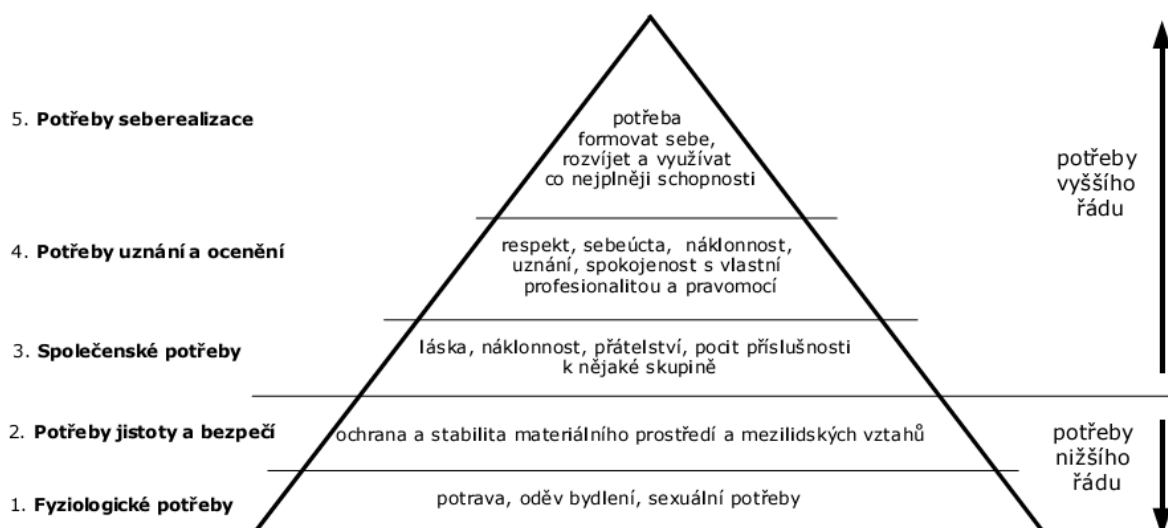 5. Potřeby seberealizace
potřeba
formovat sebe,
rozvíjet a využívat
co nejplněji schopnosti
potřeby
vyššího
řádu
4. Potřeby uznání a ocenění
respekt, sebeúcta, náklonnost,
uznání, spokojenost s vlastní
profesionalitou a pravomocí
3. Společenské potřeby
láska, náklonnost, přátelství, pocit příslušnosti
k nějaké skupině
2. Potřeby jistoty a bezpečí
ochrana a stabilita materiálního prostředí a mezilidských vztahů
potřeby
nižšího
řádu
1. Fyziologické potřeby
potrava, oděv bydlení, sexuální potřeby